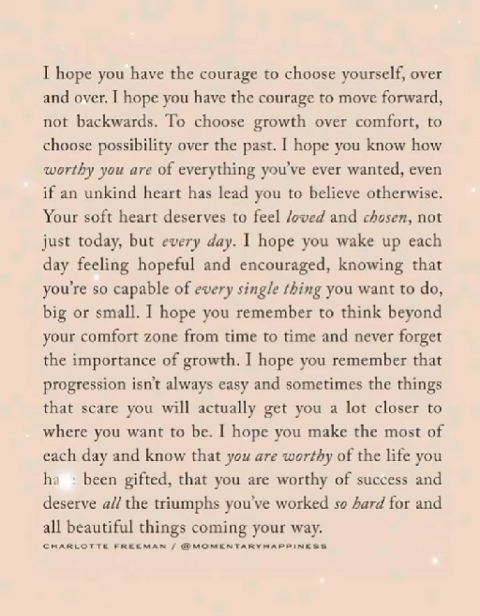 I hope you have the courage to choose yourself, over
and over. I hope you have the courage to move forward,
not backwards. To choose growth over comfort, to
choose possibility over the past. I hope you know how
worthy you are of everything you've ever wanted, even
if an unkind heart has lead you to believe otherwise.
Your soft heart deserves to feel loved and chosen, not
just today, but every day. I hope you wake up each
day feeling hopeful and encouraged, knowing that
you're so capable of every single thing you want to do,
big or small. I hope you remember to think beyond
your comfort zone from time to time and never forget
the importance of growth. I hope you remember that
progression isn't always easy and sometimes the things
that scare you will actually get you a lot closer to
where you want to be. I hope you make the most of
each day and know that you are worthy of the life you
been gifted, that you are worthy of success and
deserve all the triumphs you've worked so hard for and
all beautiful things coming your way.
CHARLOTTE FREEMAN / @MOMENTARYHAPPINESS